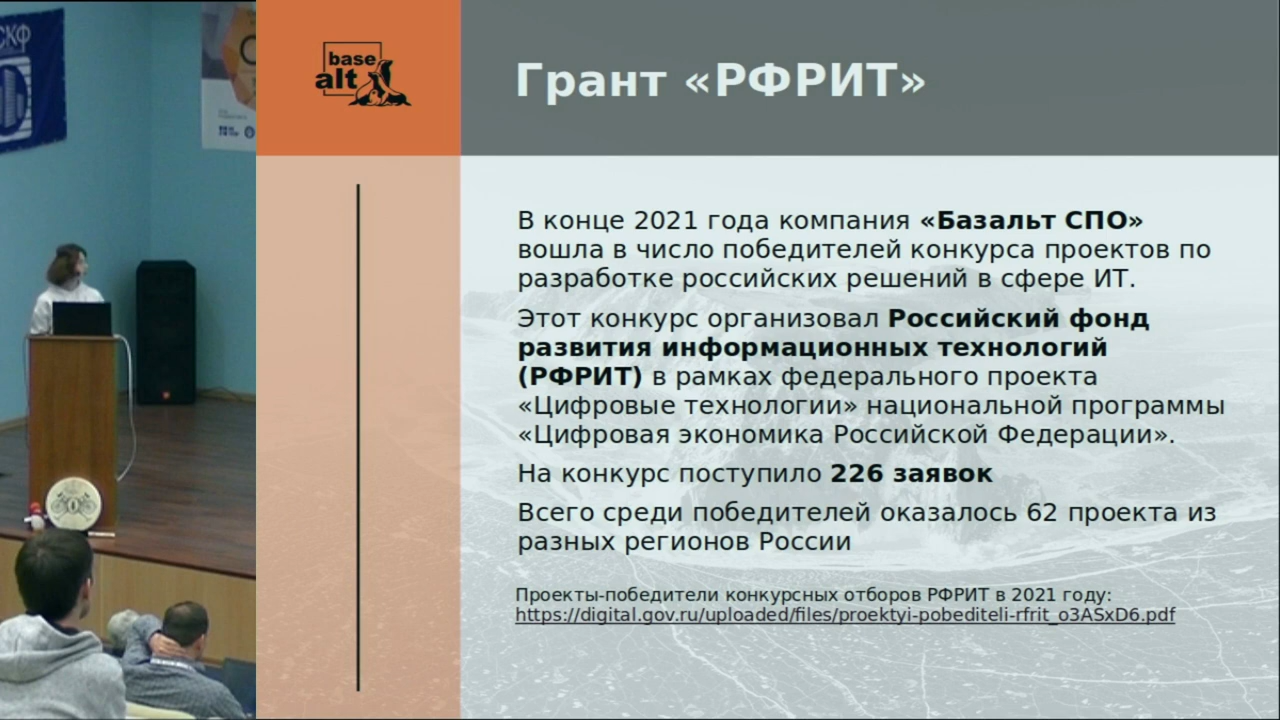 СКФ
base
alt
Грант «РФРИТ»
В конце 2021 года компания «Базальт СПО»
вошла в число победителей конкурса проектов по
разработке российских решений в сфере ИТ.
Этот конкурс организовал Российский фонд
развития информационных технологий
(РФРИТ) в рамках федерального проекта
«Цифровые технологии» национальной программы
«Цифровая экономика Российской Федерации».
На конкурс поступило 226 заявок
Всего среди победителей оказалось 62 проекта из
разных регионов России
Проекты-победители конкурсных отборов РФРИТ в 2021 году:
https://digital.gov.ru/uploaded/files/proektyi-pobediteli-rfrit_o3ASxD6.pdf